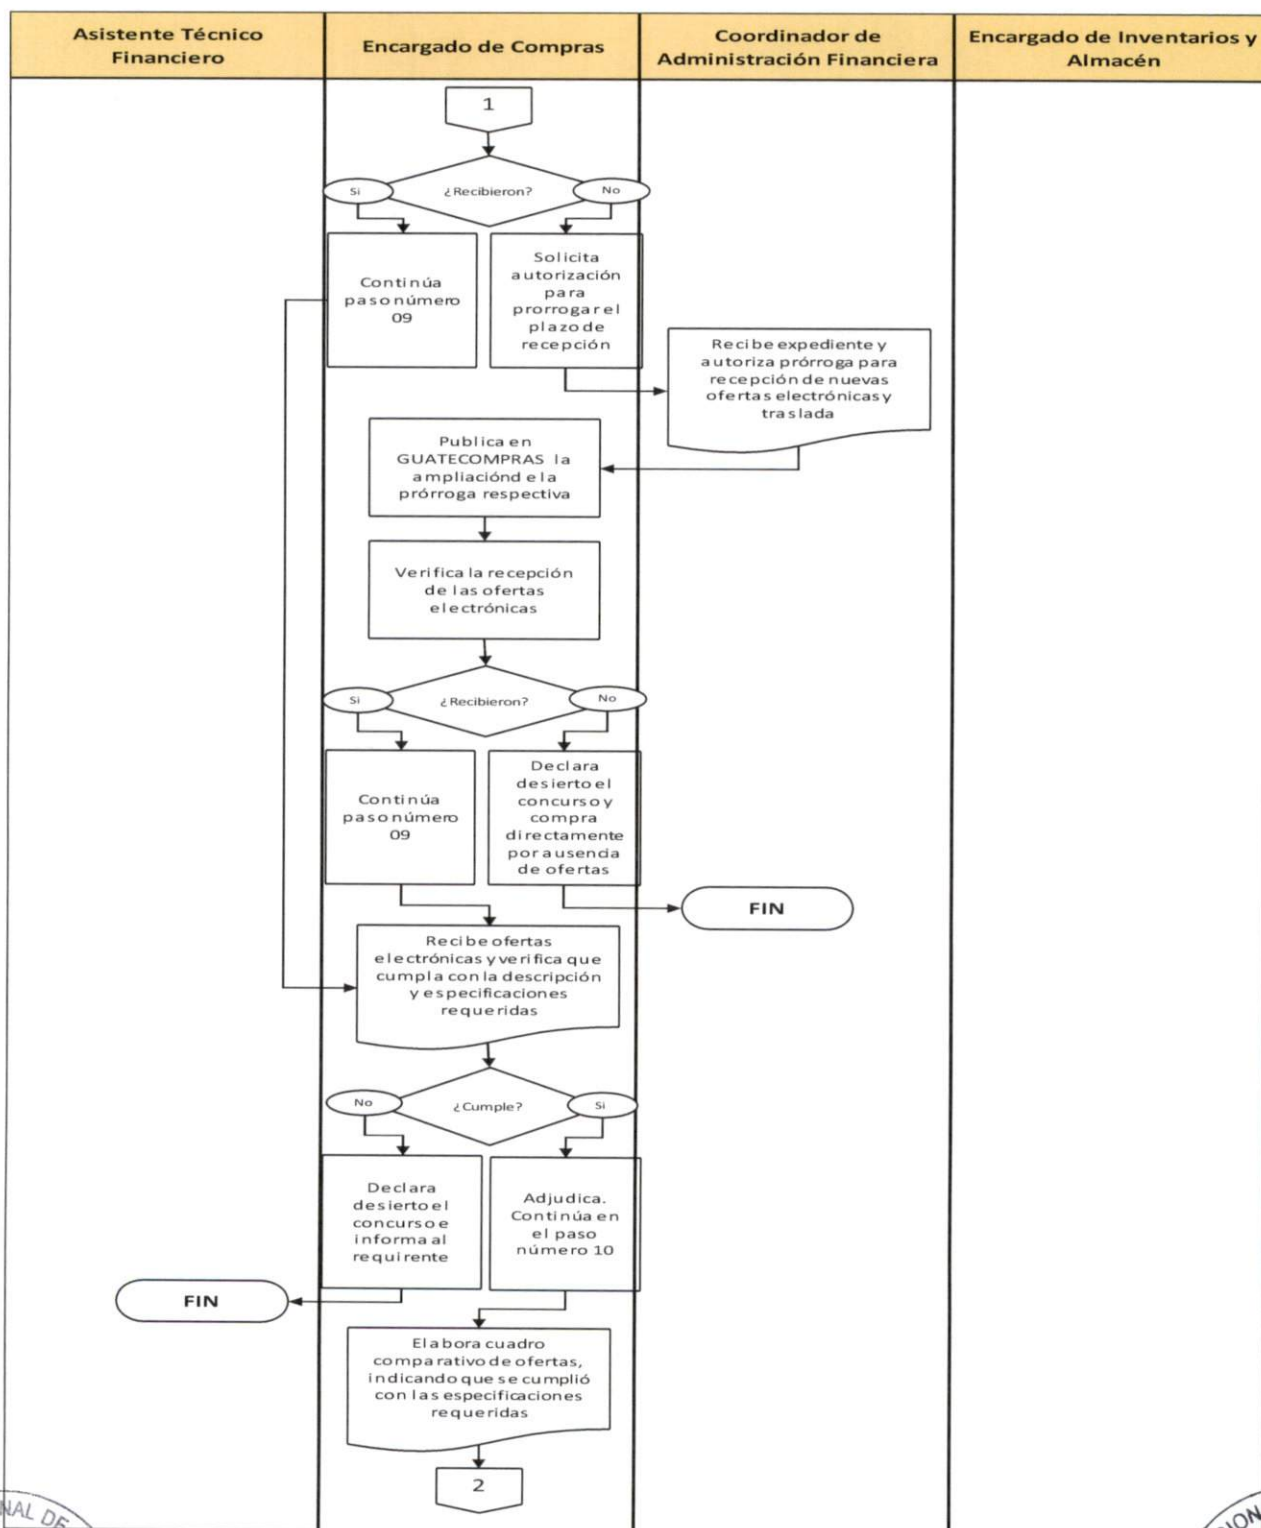 Asistente Técnico
Financiero
Encargado de Compras
Coordinador de
Administración Financiera
Encargado de Inventarios y
Almacén
1
¿Recibieron?
Si
No
Continúa
paso número
09
Solicita
autorización
para
prorrogar el
plazo de
recepción
Recibe expediente y
autoriza prórroga para
recepción de nuevas
ofertas electrónicas y
traslada
Publica en
GUATECOMPRAS la
ampliaciónd e la
prórroga respectiva
Verifica la recepción
de las ofertas
electrónicas
¿Recibieron?
Si
No
Continúa
paso número
09
Declara
desierto el
concurso y
compra
directamente
por ausencia
de ofertas
FIN
Recibe ofertas
electrónicas y verifica que
cumpla con la descripción
y especificaciones
requeridas
¿Cumple?
No
Si
Declara
desierto el
concurso e
informa al
requirente
Adjudica.
Continúa en
el paso
número 10
FIN
Elabora cuadro
comparativo de ofertas,
indicando que se cumplió
con las especificaciones
requeridas
2